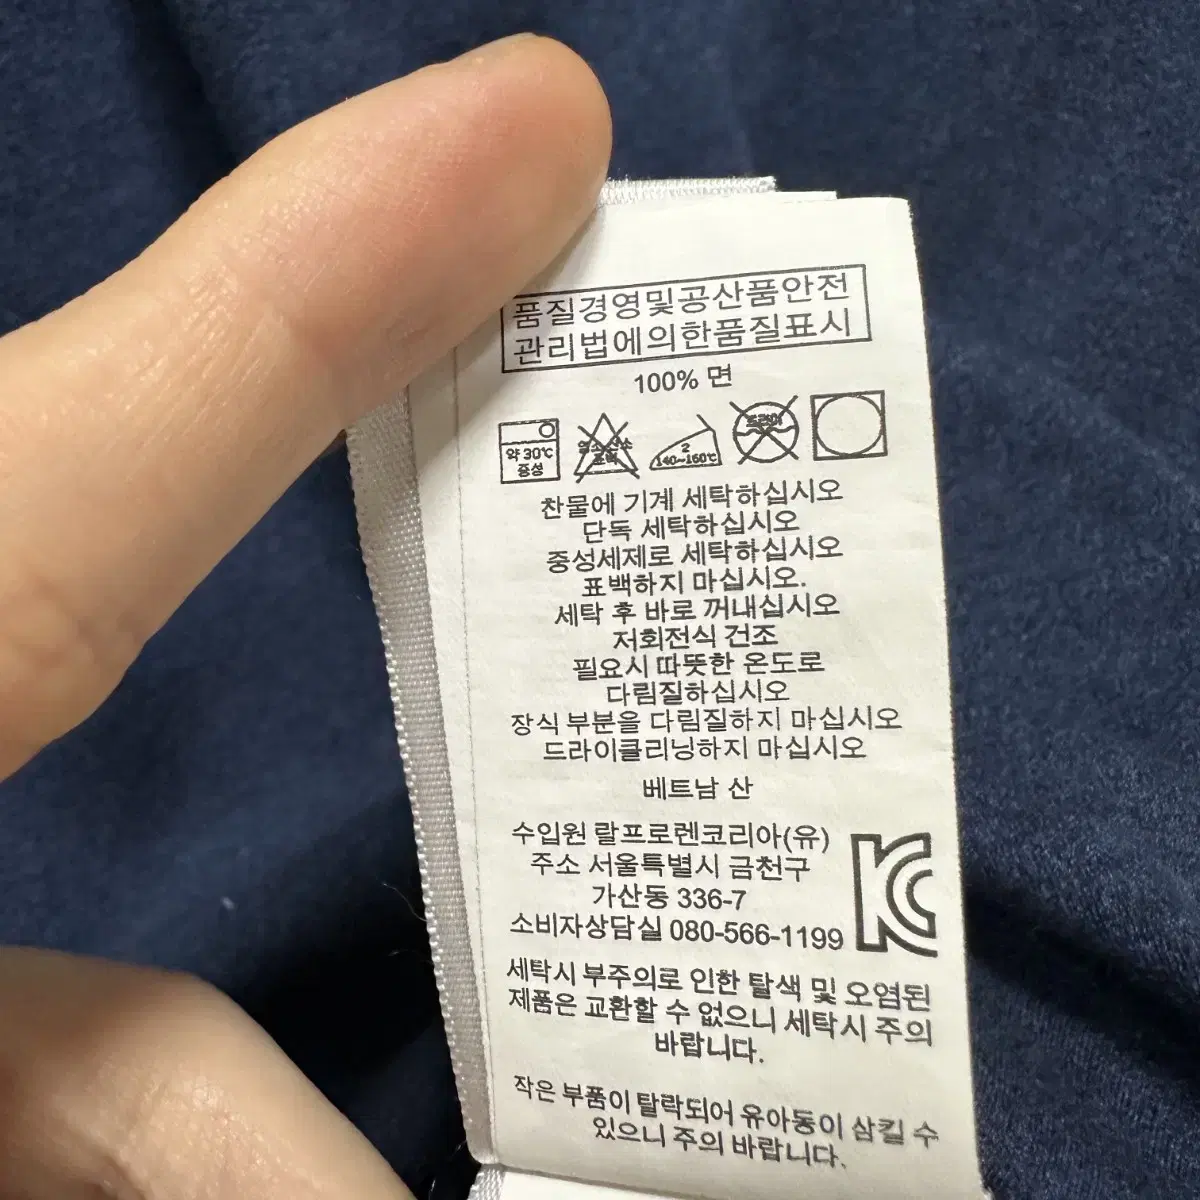 품질경영및공산품안전
관리법에의한품질표시
100% 면
약 30℃
중성
염소산소
표백
2
140~160℃
드라이
찬물에 기계 세탁하십시오
단독 세탁하십시오
중성세제로 세탁하십시오
표백하지 마십시오.
세탁 후 바로 꺼내십시오
저회전식 건조
필요시 따뜻한 온도로
다림질하십시오
장식 부분을 다림질하지 마십시오
드라이클리닝하지 마십시오
베트남 산
수입원 랄프로렌코리아(유)
주소 서울특별시 금천구
가산동 336-7
소비자상담실 080-566-1199
세탁시 부주의로 인한 탈색 및 오염된
제품은 교환할 수 없으니 세탁시 주의
바랍니다.
작은 부품이 탈락되어 유아동이 삼킬 수
있으니 주의 바랍니다.